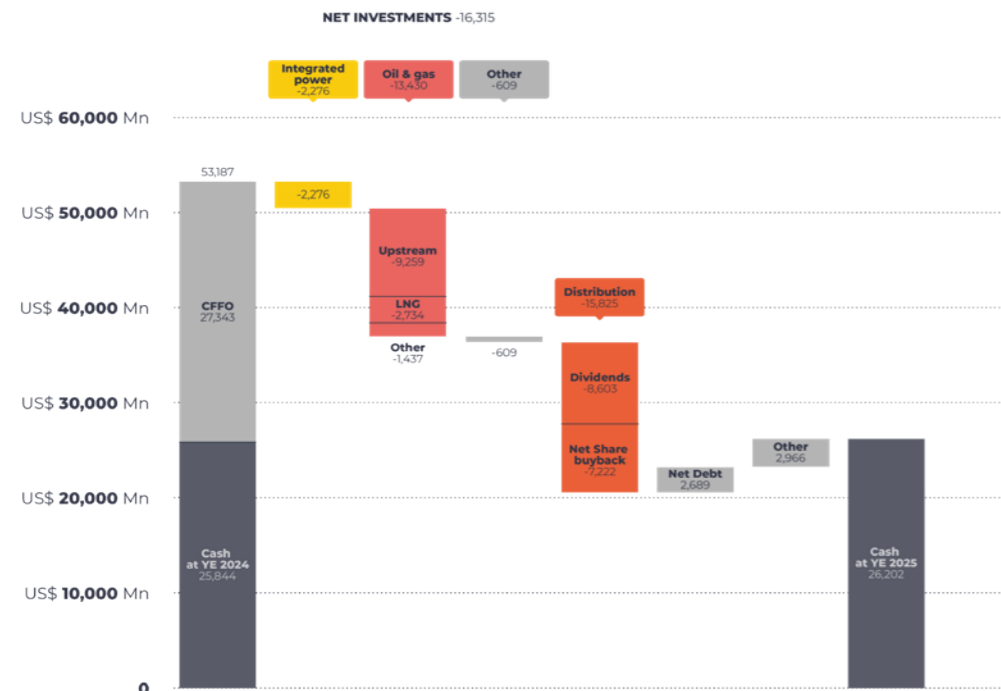 NET INVESTMENTS -16,315
Integrated
power
-2,276
Oil & gas
-13,430
Other
-609
US$ 60,000 Mn
53,187
-2,276
US$ 50,000 Mn
Upstream
-9,259
US$ 40,000 Mn
CFFO
27,343
LNG
-2,734
Distribution
-15,825
Other
-1,437
-609
US$ 30,000 Mn
Dividends
-8,603
Net Share
buyback
-7,222
Net Debt
2,689
Other
2,966
US$ 20,000 Mn
Cash
at YE 2024
25,844
Cash
at YE 2025
26,202
US$ 10,000 Mn
0